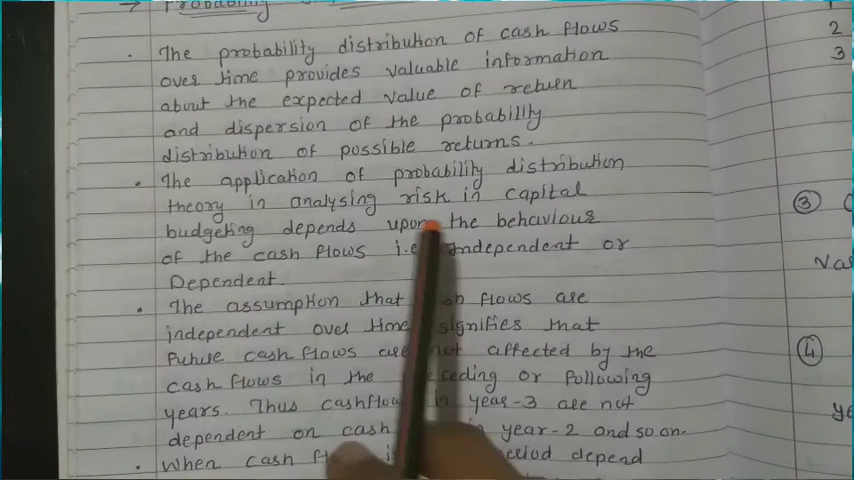 → Probability
• The probability distribution of cash flows
over time provides valuable information
about the expected value of return
and dispersion of the probability
distribution of possible returns.
• The application of probability distribution
theory in analysing risk in capital
budgeting depends upon the behaviour
of the cash flows i.e independent or
Dependent.
• The assumption that flows are
independent over time signifies that
Future cash flows are not affected by the
cash flows in the or following
years. Thus cashflow in year-3 are not
dependent on cash in year-2 and so on.
• When cash depend
1
2
3
③
④